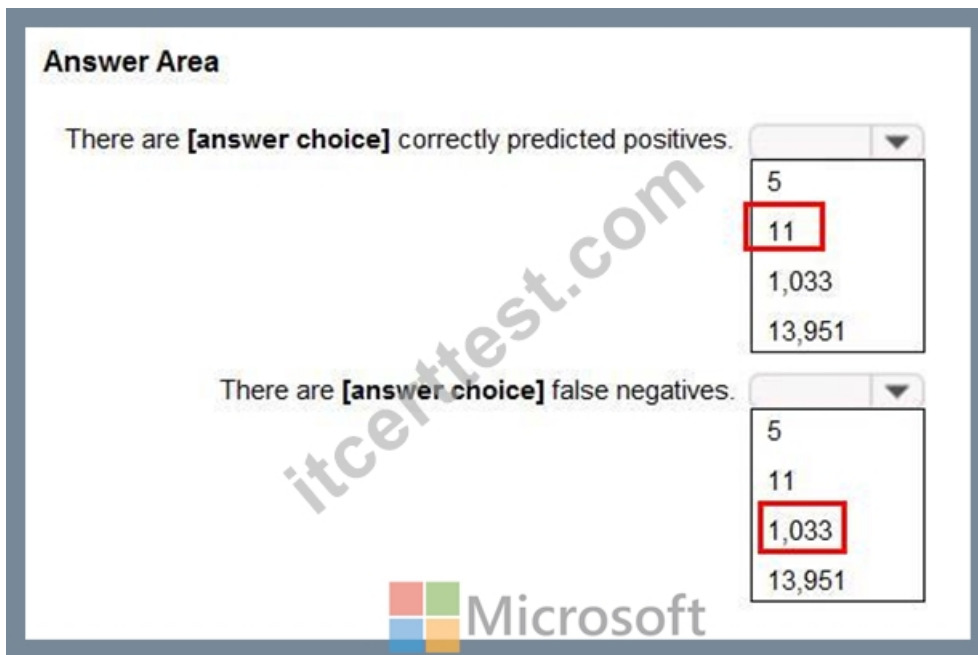 Answer Area
There are [answer choice] correctly predicted positives.
5
11
1,033
13,951
There are [answer choice] false negatives.
5
11
1,033
13,951
itcerttest.com
Microsoft